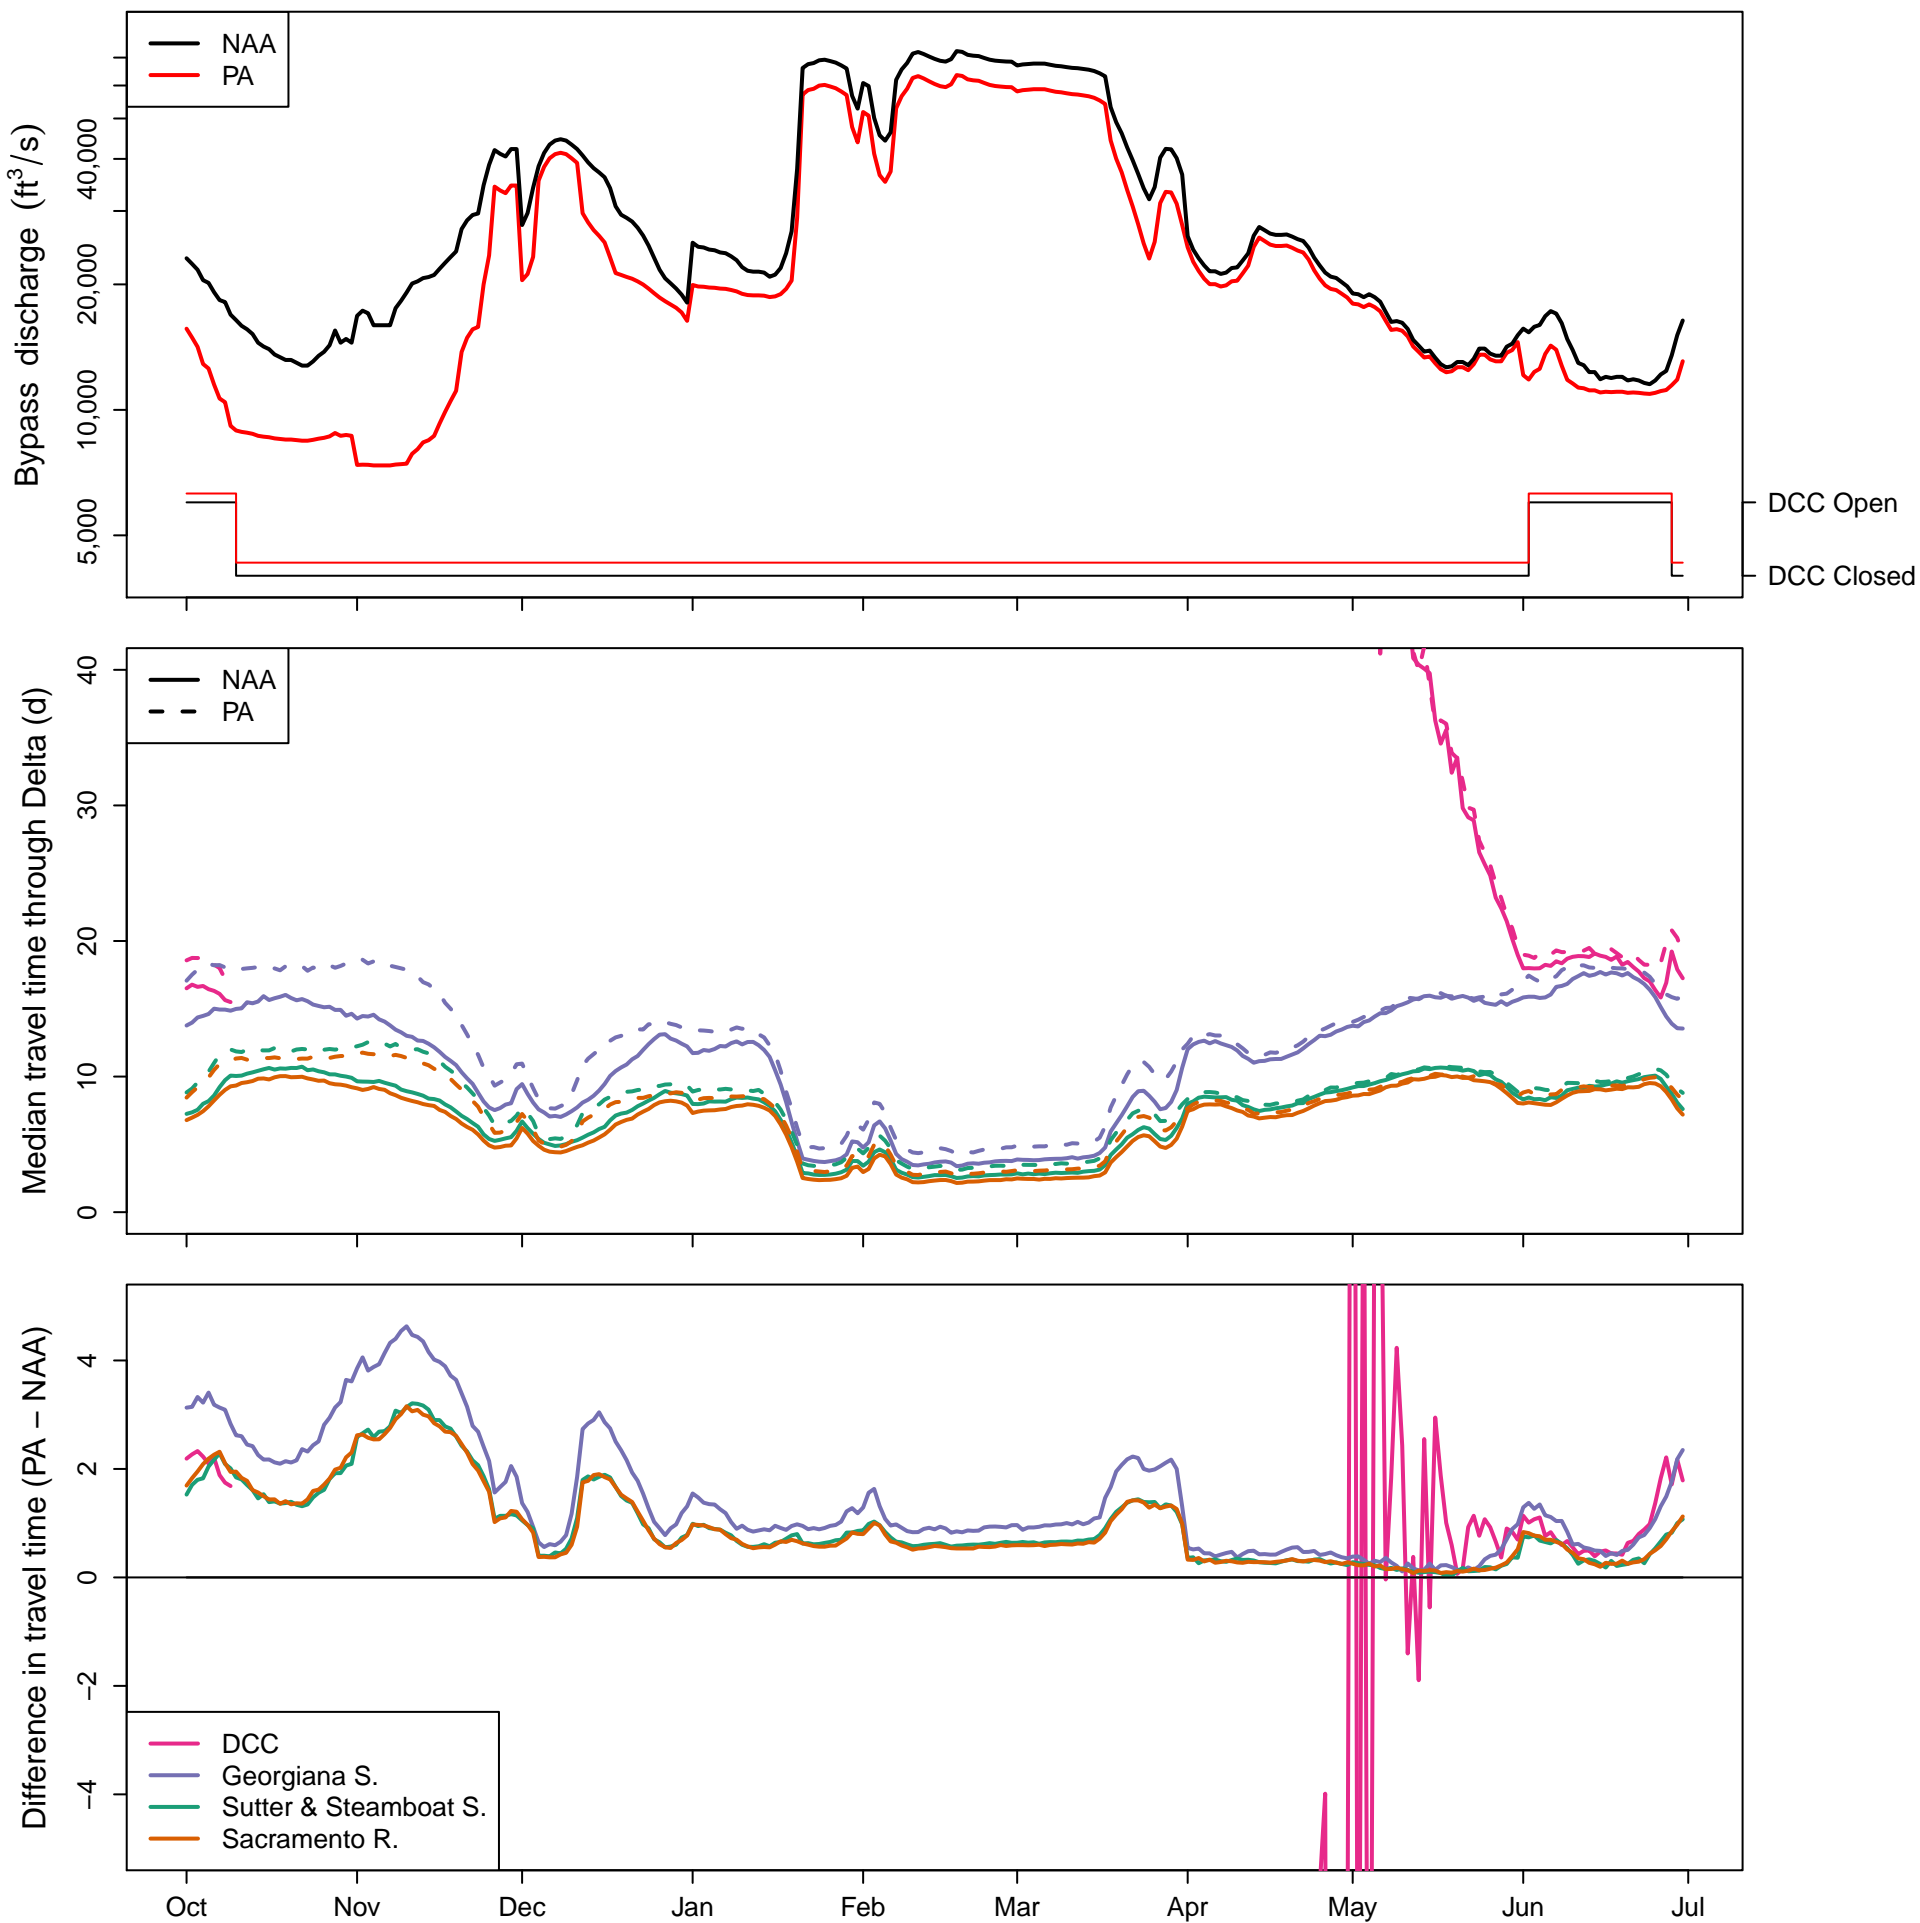 NAA
PA
Bypass discharge (ft³/s)
40,000
20,000
10,000
5,000
DCC Open
DCC Closed
NAA
PA
Median travel time through Delta (d)
40
30
20
10
0
Difference in travel time (PA − NAA)
4
2
0
−2
−4
DCC
Georgiana S.
Sutter & Steamboat S.
Sacramento R.
Oct Nov Dec Jan Feb Mar Apr May Jun Jul